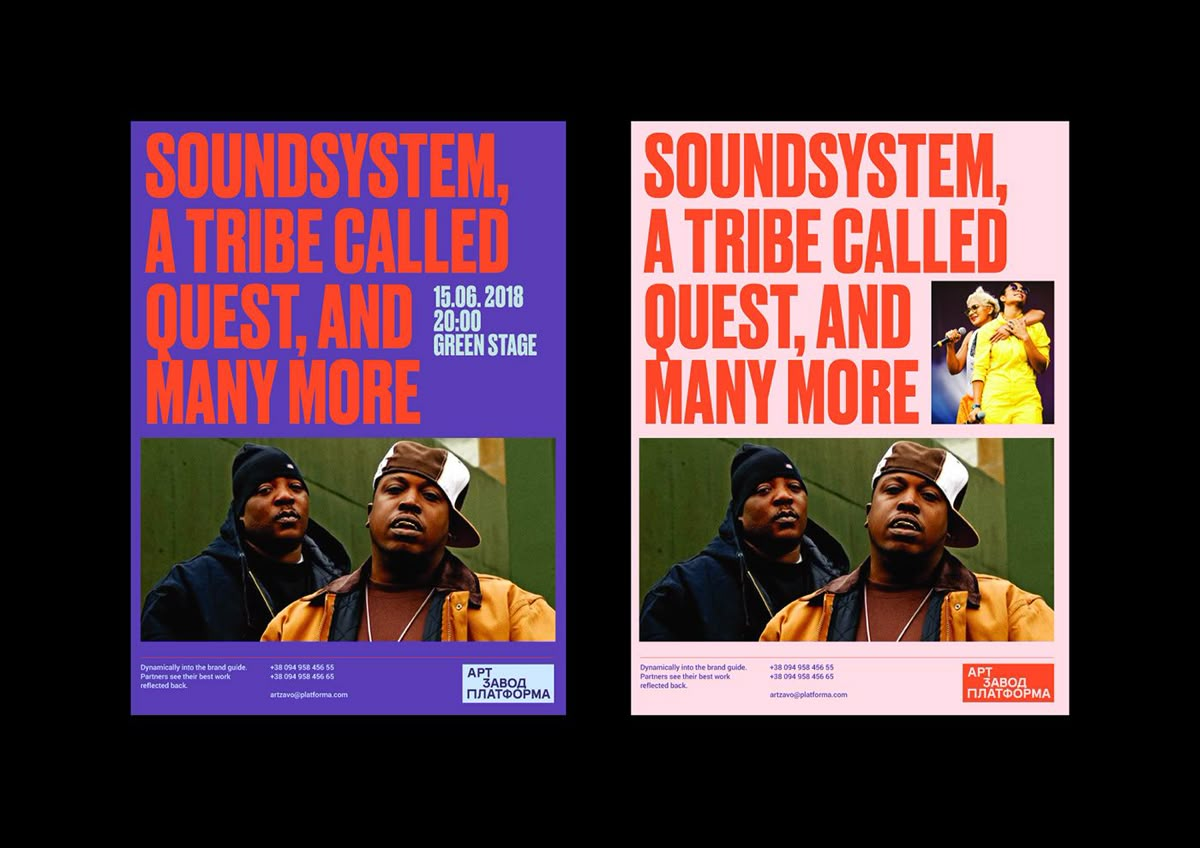 SOUNDSYSTEM,
A TRIBE CALLED
QUEST, AND
MANY MORE
15.06. 2018
20:00
GREEN STAGE
Dynamically into the brand guide.
Partners see their best work
reflected back.
+38 094 958 456 55
+38 094 958 456 65
artzavo@platforma.com
АРТ
ЗАВОД
ПЛАТФОРМА
SOUNDSYSTEM,
A TRIBE CALLED
QUEST, AND
MANY MORE
Dynamically into the brand guide.
Partners see their best work
reflected back.
+38 094 958 456 55
+38 094 958 456 65
artzavo@platforma.com
АРТ
ЗАВОД
ПЛАТФОРМА